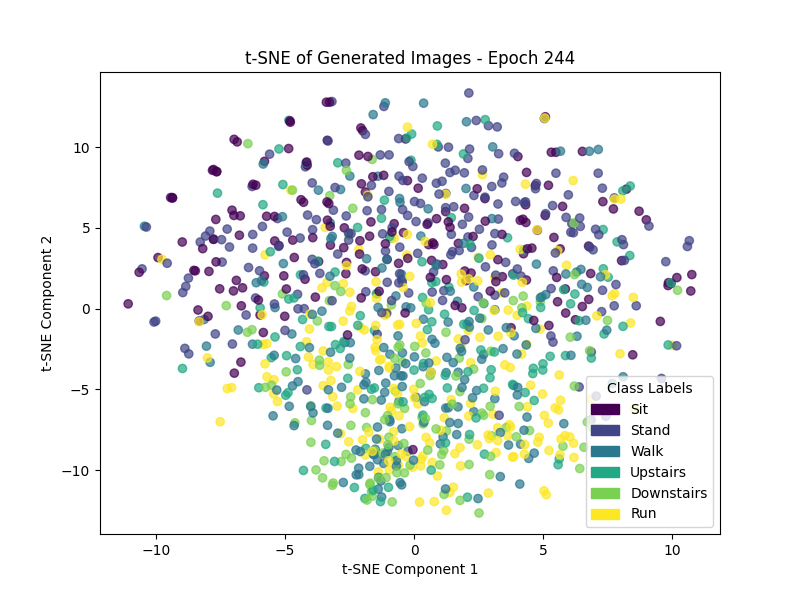 t-SNE of Generated Images - Epoch 244
t-SNE Component 2
10
5
0
−5
−10
−10
−5
0
5
10
t-SNE Component 1
Class Labels
Sit
Stand
Walk
Upstairs
Downstairs
Run